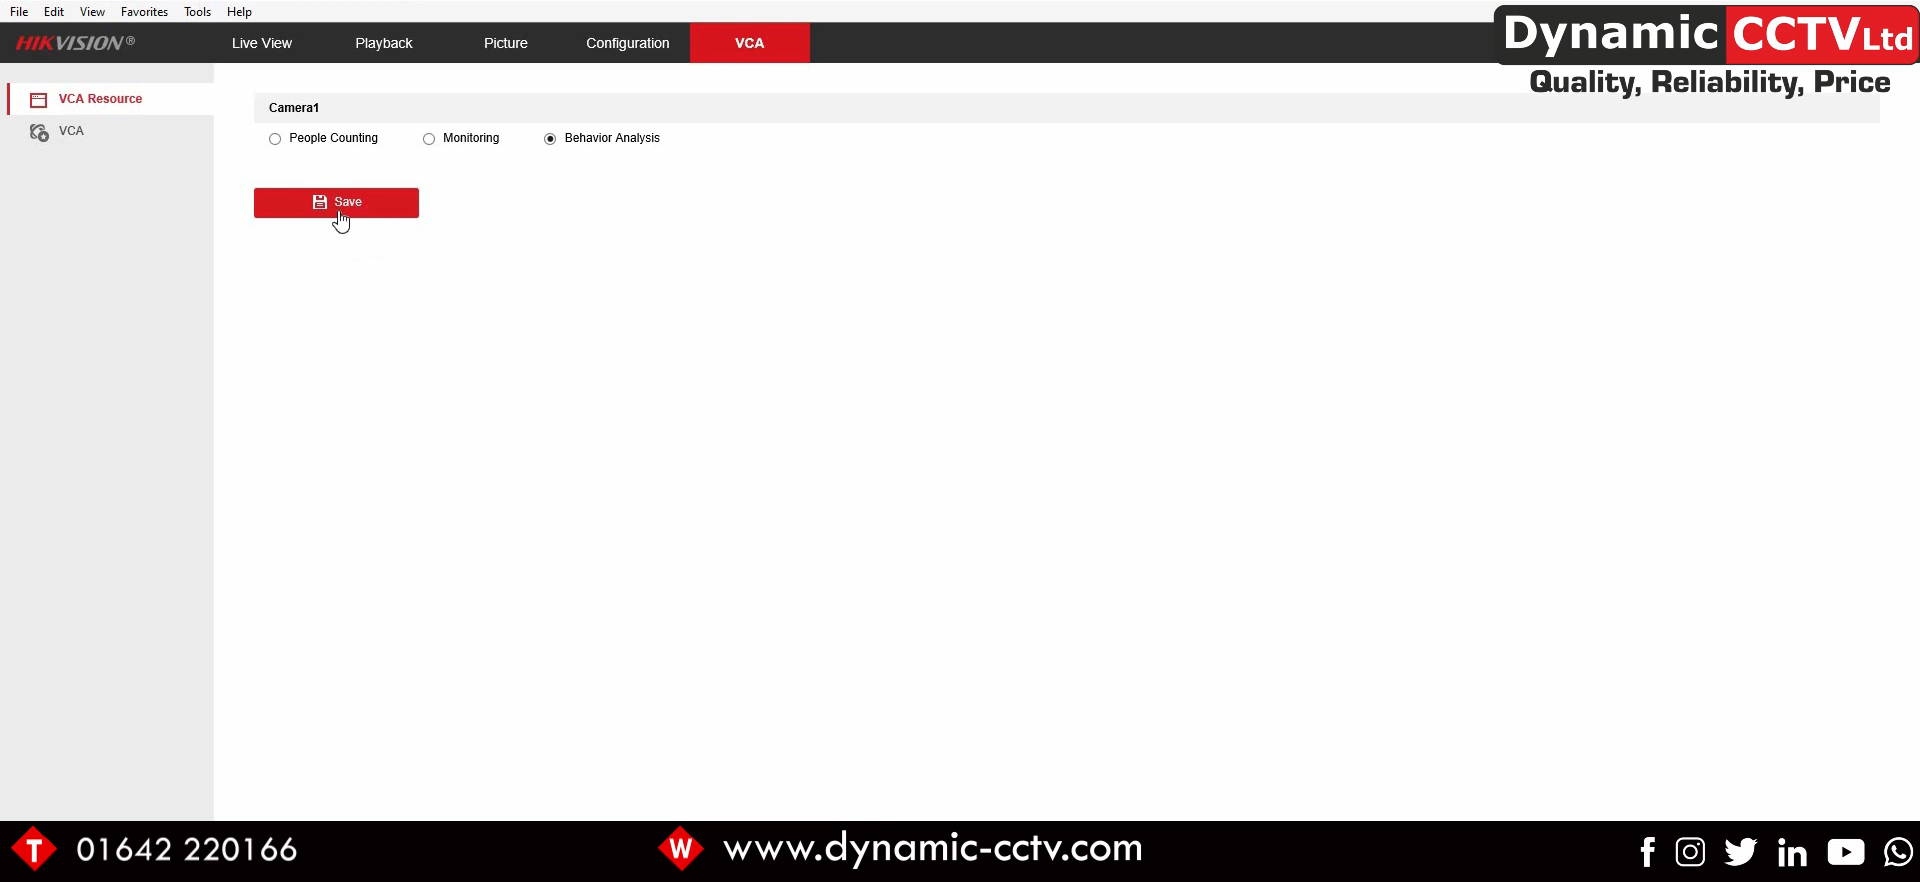 File Edit View Favorites Tools Help
HIKVISION® Live View Playback Picture Configuration VCA
Dynamic CCTV Ltd
Quality, Reliability, Price
VCA Resource
VCA
Camera1
People Counting Monitoring Behavior Analysis
Save
T 01642 220166 W www.dynamic-cctv.com f in